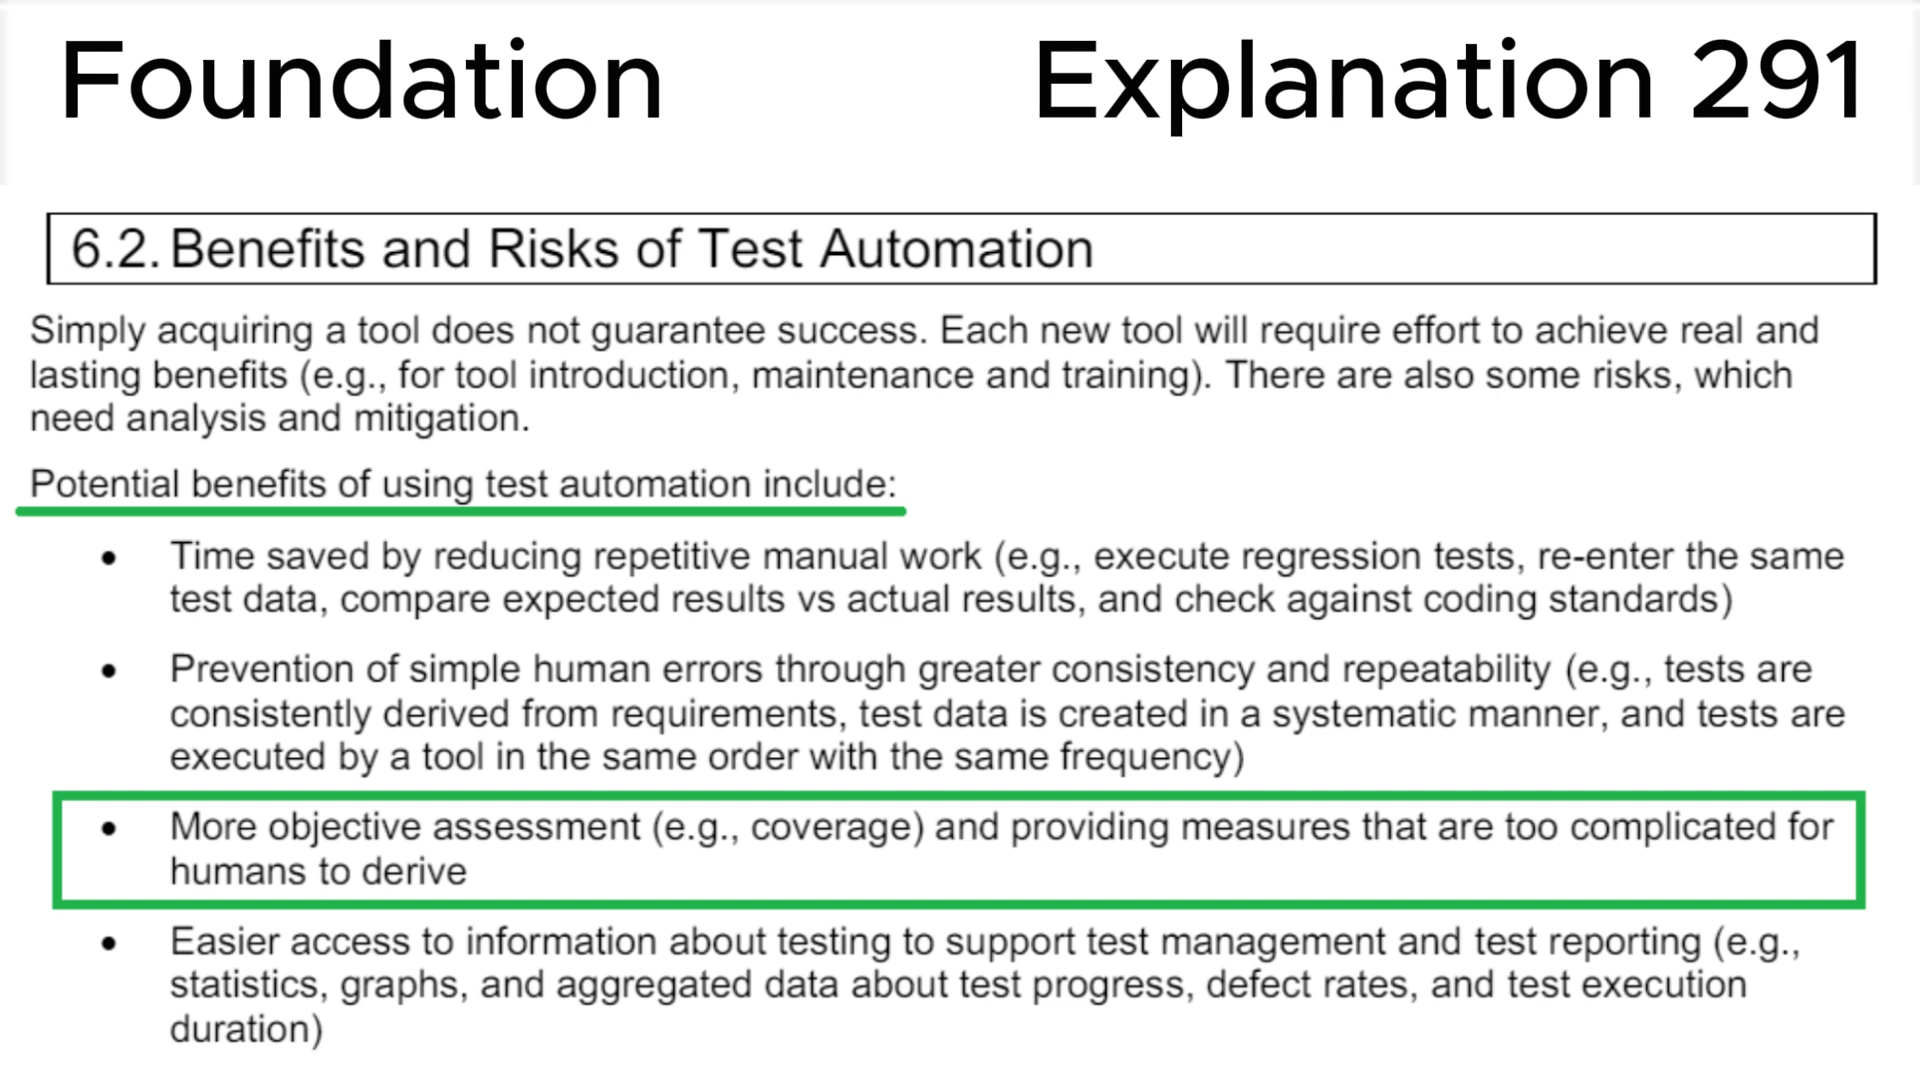 Foundation
Explanation 291
6.2. Benefits and Risks of Test Automation
Simply acquiring a tool does not guarantee success. Each new tool will require effort to achieve real and
lasting benefits (e.g., for tool introduction, maintenance and training). There are also some risks, which
need analysis and mitigation.
Potential benefits of using test automation include:
• Time saved by reducing repetitive manual work (e.g., execute regression tests, re-enter the same
test data, compare expected results vs actual results, and check against coding standards)
• Prevention of simple human errors through greater consistency and repeatability (e.g., tests are
consistently derived from requirements, test data is created in a systematic manner, and tests are
executed by a tool in the same order with the same frequency)
• More objective assessment (e.g., coverage) and providing measures that are too complicated for
humans to derive
• Easier access to information about testing to support test management and test reporting (e.g.,
statistics, graphs, and aggregated data about test progress, defect rates, and test execution
duration)